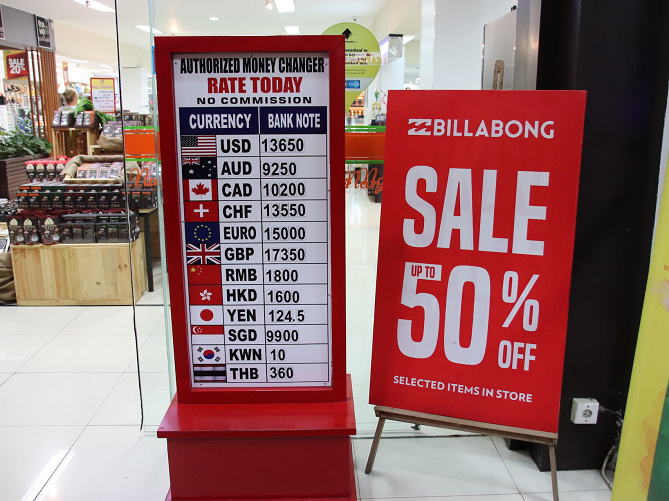 AUTHORIZED MONEY CHANGER
RATE TODAY
NO COMMISSION
CURRENCY BANK NOTE
USD 13650
AUD 9250
CAD 10200
CHF 13550
EURO 15000
GBP 17350
RMB 1800
HKD 1600
YEN 124.5
SGD 9900
KWN 10
THB 360
BILLABONG
SALE
UP TO
50%
OFF
SELECTED ITEMS IN STORE
SALE
20%